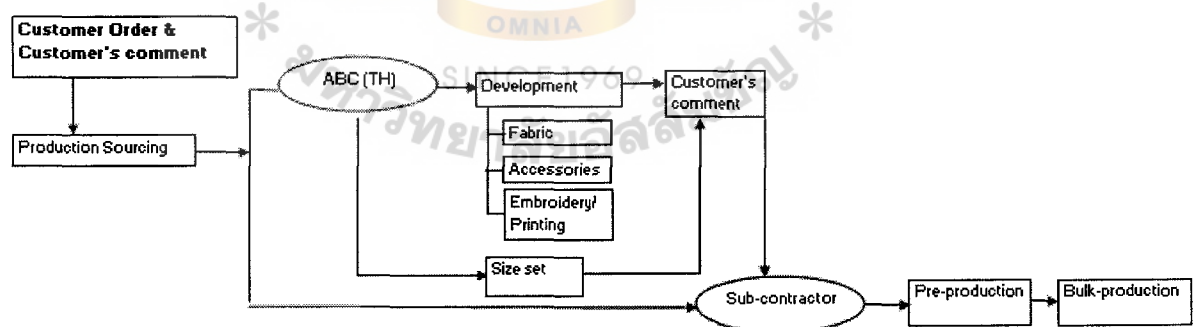 OMNIA
Customer Order &
Customer's comment
ABC (TH)
SINCE1969
Development
Customer's
comment
Production Sourcing
Fabric
Accessories
Embroidery/
Printing
Size set
Sub-contractor
Pre-production
Bulk-production